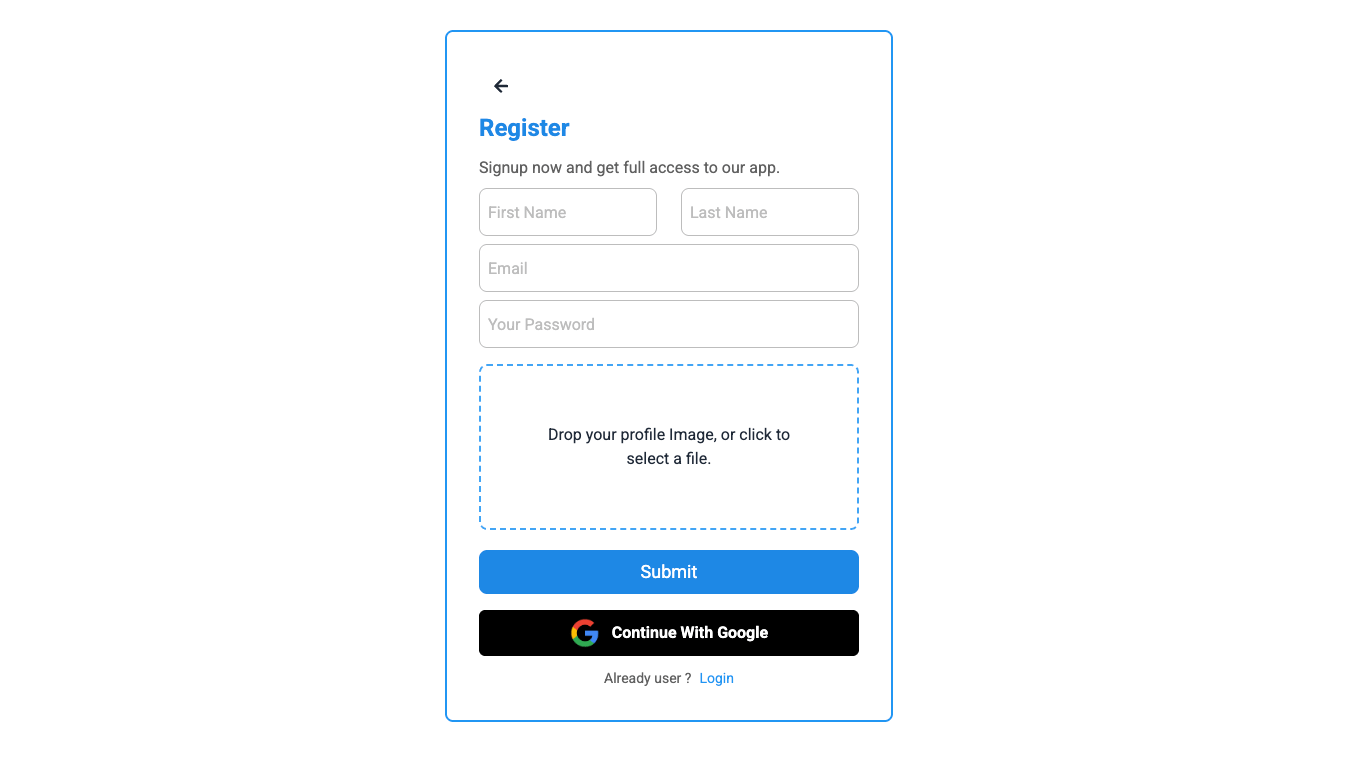 Register
Signup now and get full access to our app.
First Name
Last Name
Email
Your Password
Drop your profile Image, or click to
select a file.
Submit
Continue With Google
Already user ? Login